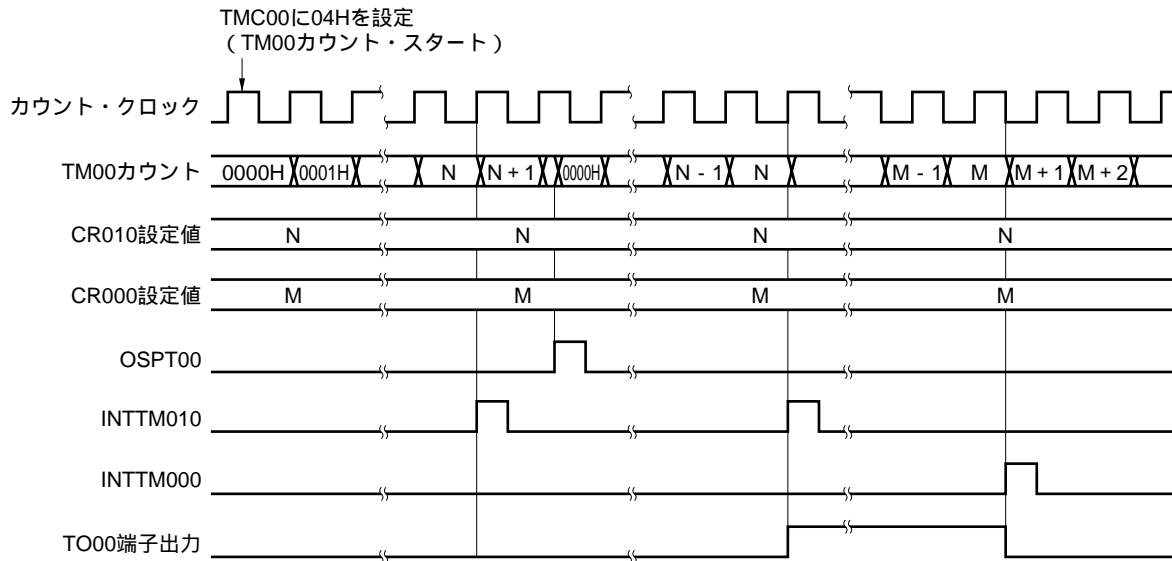 TMC00に04Hを設定
（TM00カウント・スタート）
カウント・クロック
TM00カウント 0000H 0001H N N + 1 0000H N - 1 N M - 1 M M + 1 M + 2
CR010設定値 N N N N
CR000設定値 M M M M
OSPT00
INTTM010
INTTM000
TO00端子出力